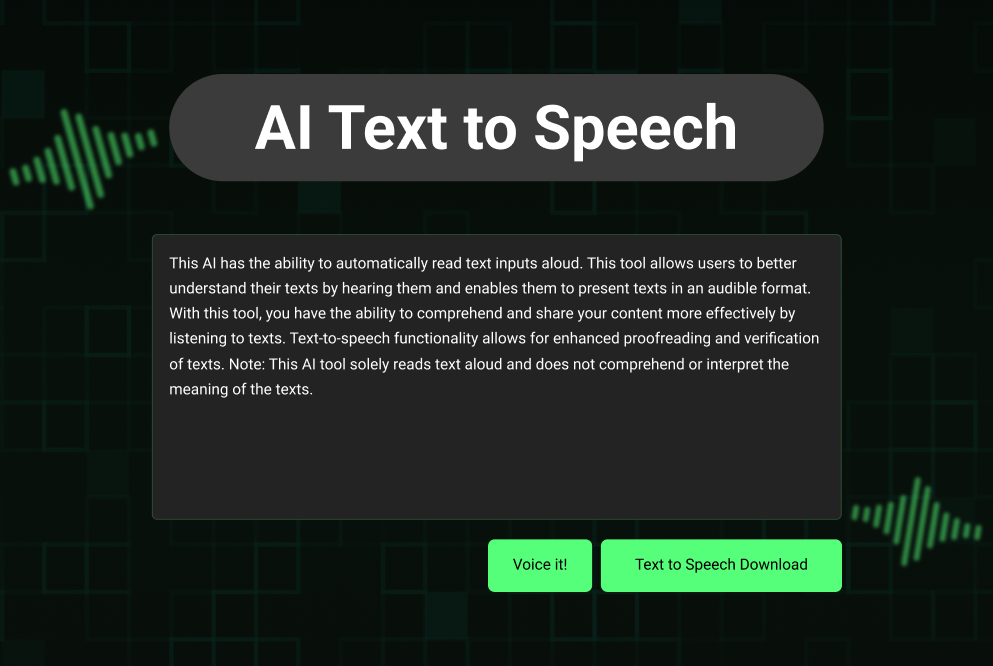 AI Text to Speech
This AI has the ability to automatically read text inputs aloud. This tool allows users to better
understand their texts by hearing them and enables them to present texts in an audible format.
With this tool, you have the ability to comprehend and share your content more effectively by
listening to texts. Text-to-speech functionality allows for enhanced proofreading and verification
of texts. Note: This AI tool solely reads text aloud and does not comprehend or interpret the
meaning of the texts.
Voice it!
Text to Speech Download